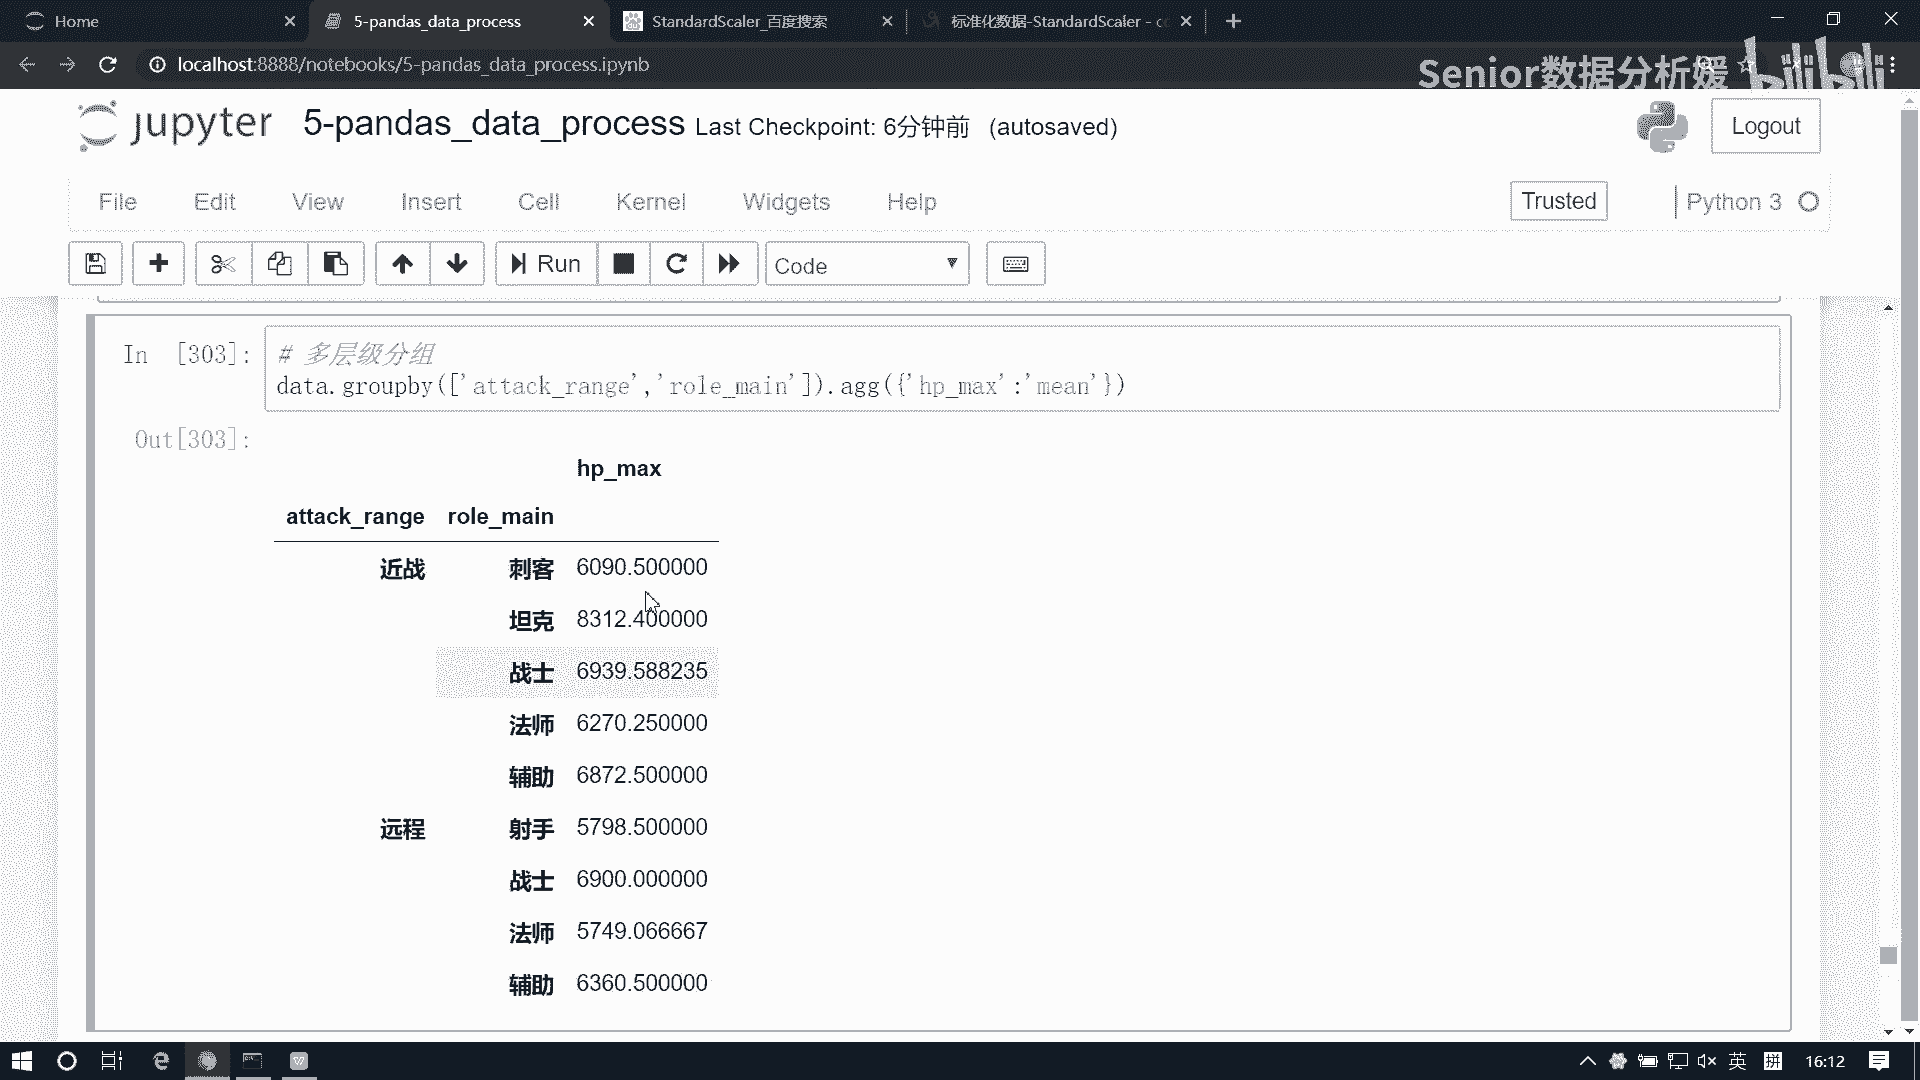 Home
5-pandas_data_process
StandardScaler_百度搜索
标准化数据-StandardScaler - c
localhost:8888/notebooks/5-pandas_data_process.ipynb
Senior数据分析媛 bilibili
jupyter 5-pandas_data_process Last Checkpoint: 6分钟前 (autosaved)
Logout
File Edit View Insert Cell Kernel Widgets Help
Trusted Python 3
Run Code
In [303]: # 多层级分组
data.groupby(['attack_range','role_main']).agg({'hp_max':'mean'})
Out[303]:
hp_max
attack_range role_main
近战 刺客 6090.500000
坦克 8312.400000
战士 6939.588235
法师 6270.250000
辅助 6872.500000
远程 射手 5798.500000
战士 6900.000000
法师 5749.066667
辅助 6360.500000
英 拼 16:12